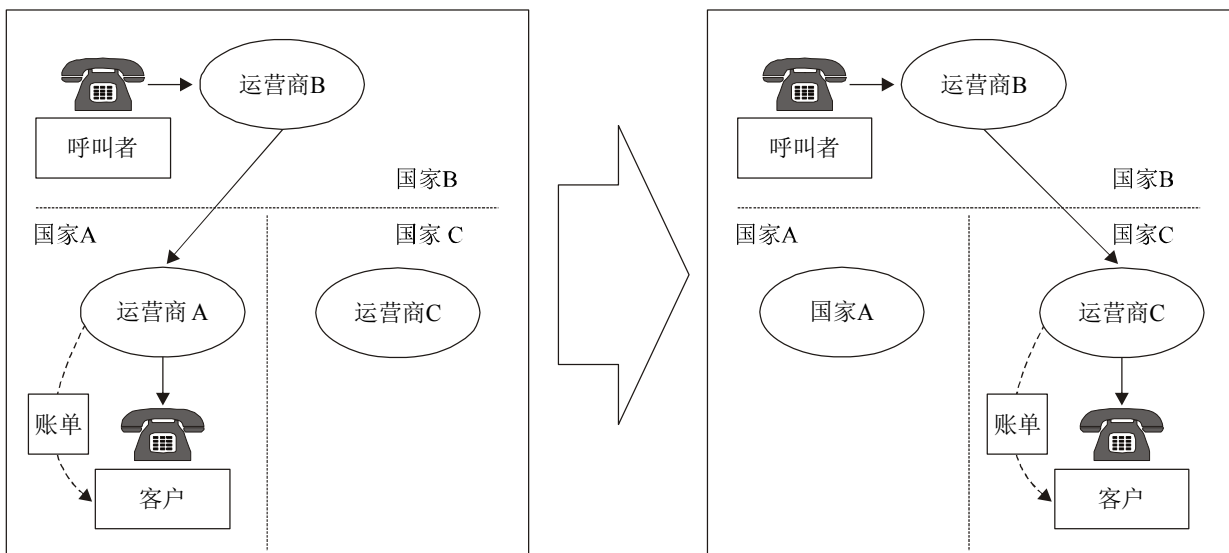 运营商B
呼叫者
国家B
国家A
国家 C
运营商 A
运营商C
账单
客户
运营商B
呼叫者
国家B
国家A
国家C
国家A
运营商C
账单
客户